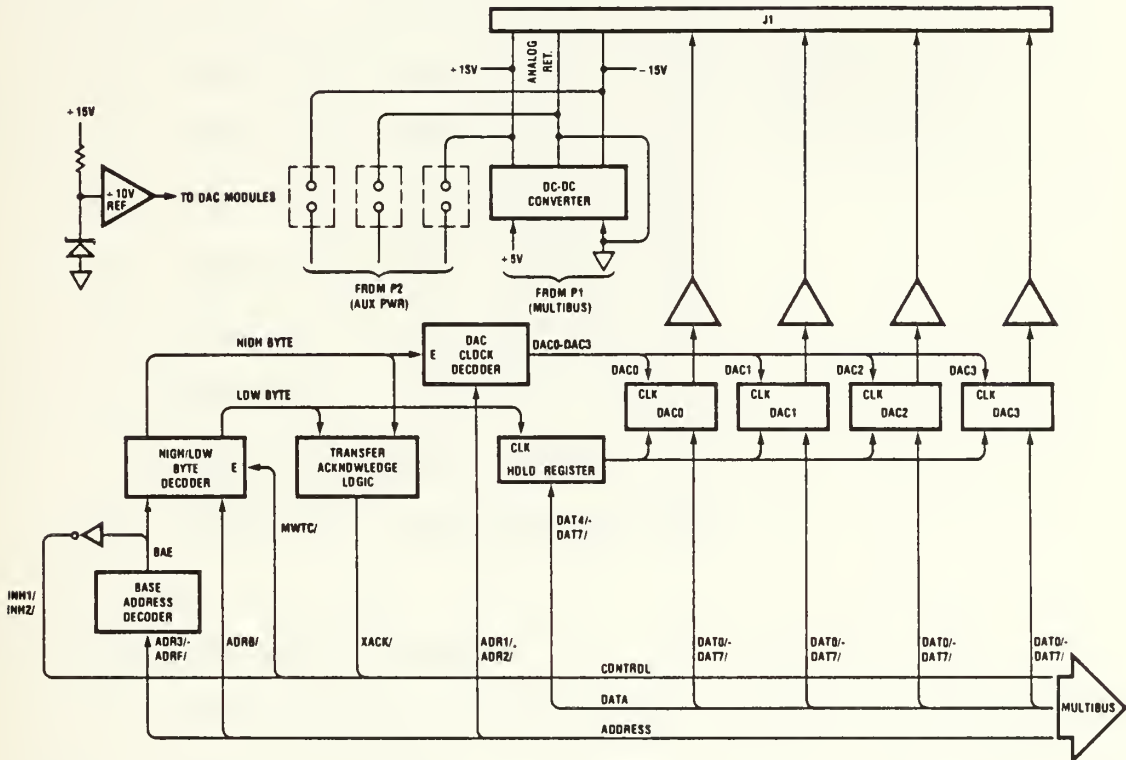 J1
+15V
ANALOG
RET.
-15V
+15V
+10V
REF
TO DAC MODULES
DC-DC
CONVERTER
+5V
FROM P2
(AUX PWR)
FROM P1
(MULTIBUS)
HIGH BYTE
E
DAC
CLOCK
DECODER
DAC0-DAC3
DAC0
DAC1
DAC2
DAC3
LOW BYTE
CLK
DAC0
CLK
DAC1
CLK
DAC2
CLK
DAC3
HIGH/LOW
BYTE
DECODER
E
TRANSFER
ACKNOWLEDGE
LOGIC
CLK
HOLD REGISTER
MWTC/
DAT4/-
DAT7/
BAE
INH1/
INH2/
BASE
ADDRESS
DECODER
ADR3/-
ADRF/
ADR0/
XACK/
ADR1/,
ADR2/
DAT0/-
DAT7/
DAT0/-
DAT7/
DAT0/-
DAT7/
DAT0/-
DAT7/
CONTROL
DATA
MULTIBUS
ADDRESS